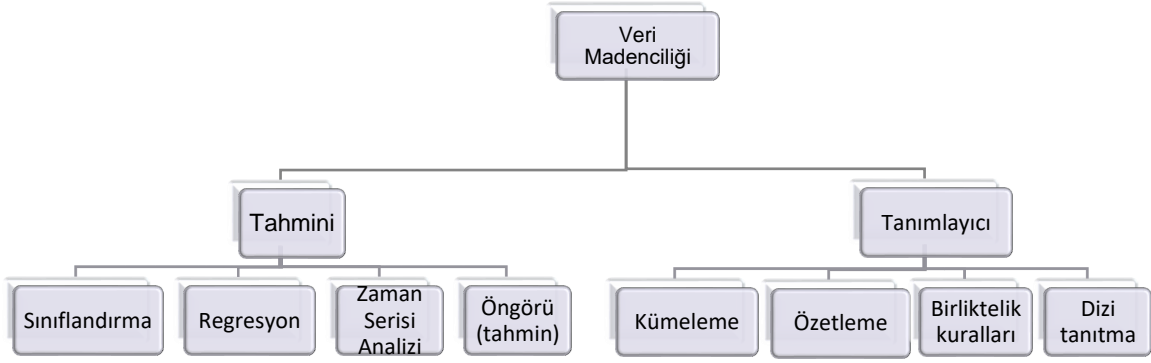 Veri
Madenciliği
Tahmini
Tanımlayıcı
Sınıflandırma
Regresyon
Zaman
Serisi
Analizi
Öngörü
(tahmin)
Kümeleme
Özetleme
Birliktelik
kuralları
Dizi
tanıtma